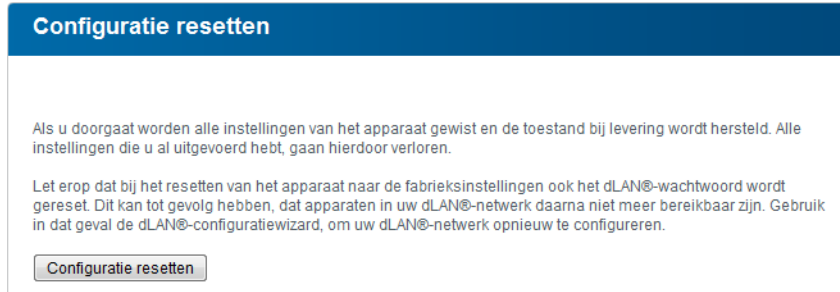 Configuratie resetten
Als u doorgaat worden alle instellingen van het apparaat gewist en de toestand bij levering wordt hersteld. Alle
instellingen die u al uitgevoerd hebt, gaan hierdoor verloren.
Let erop dat bij het resetten van het apparaat naar de fabrieksinstellingen ook het dLAN®-wachtwoord wordt
gereset. Dit kan tot gevolg hebben, dat apparaten in uw dLAN®-netwerk daarna niet meer bereikbaar zijn. Gebruik
in dat geval de dLAN®-configuratiewizard, om uw dLAN®-netwerk opnieuw te configureren.
Configuratie resetten